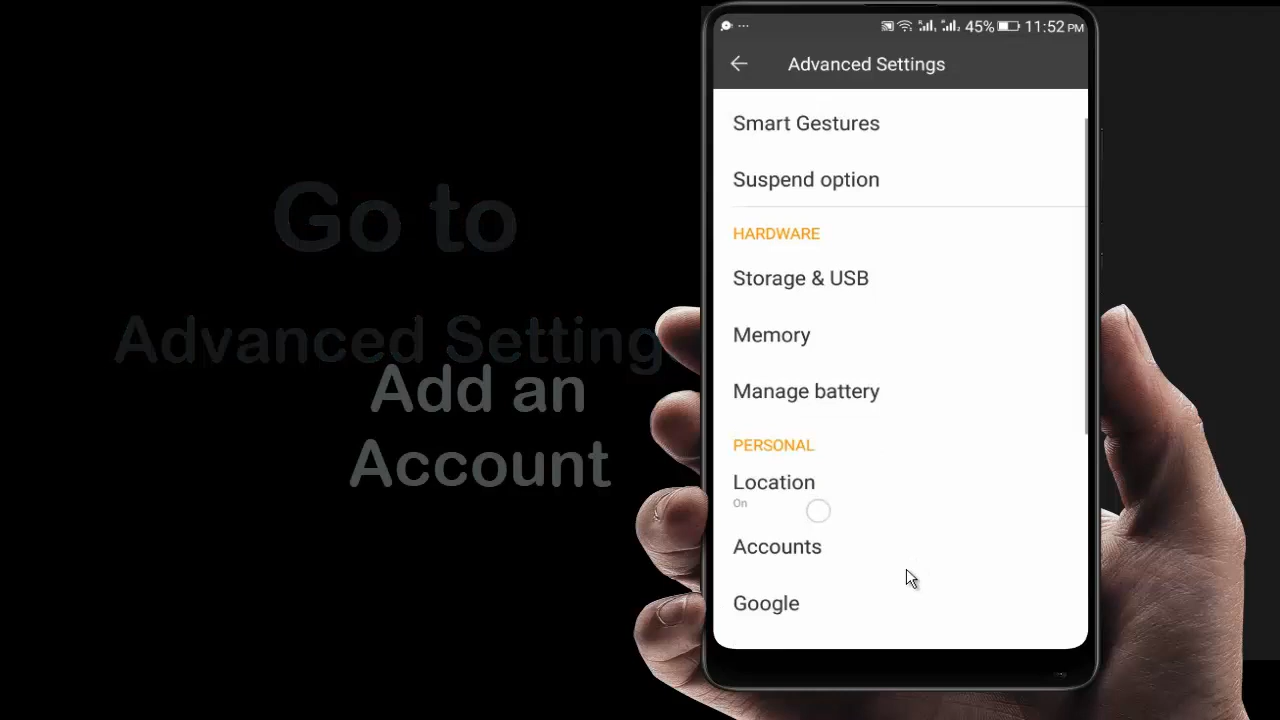 Go to
Advanced Setting
Add an
Account
45% 11:52 PM
Advanced Settings
Smart Gestures
Suspend option
HARDWARE
Storage & USB
Memory
Manage battery
PERSONAL
Location
On
Accounts
Google